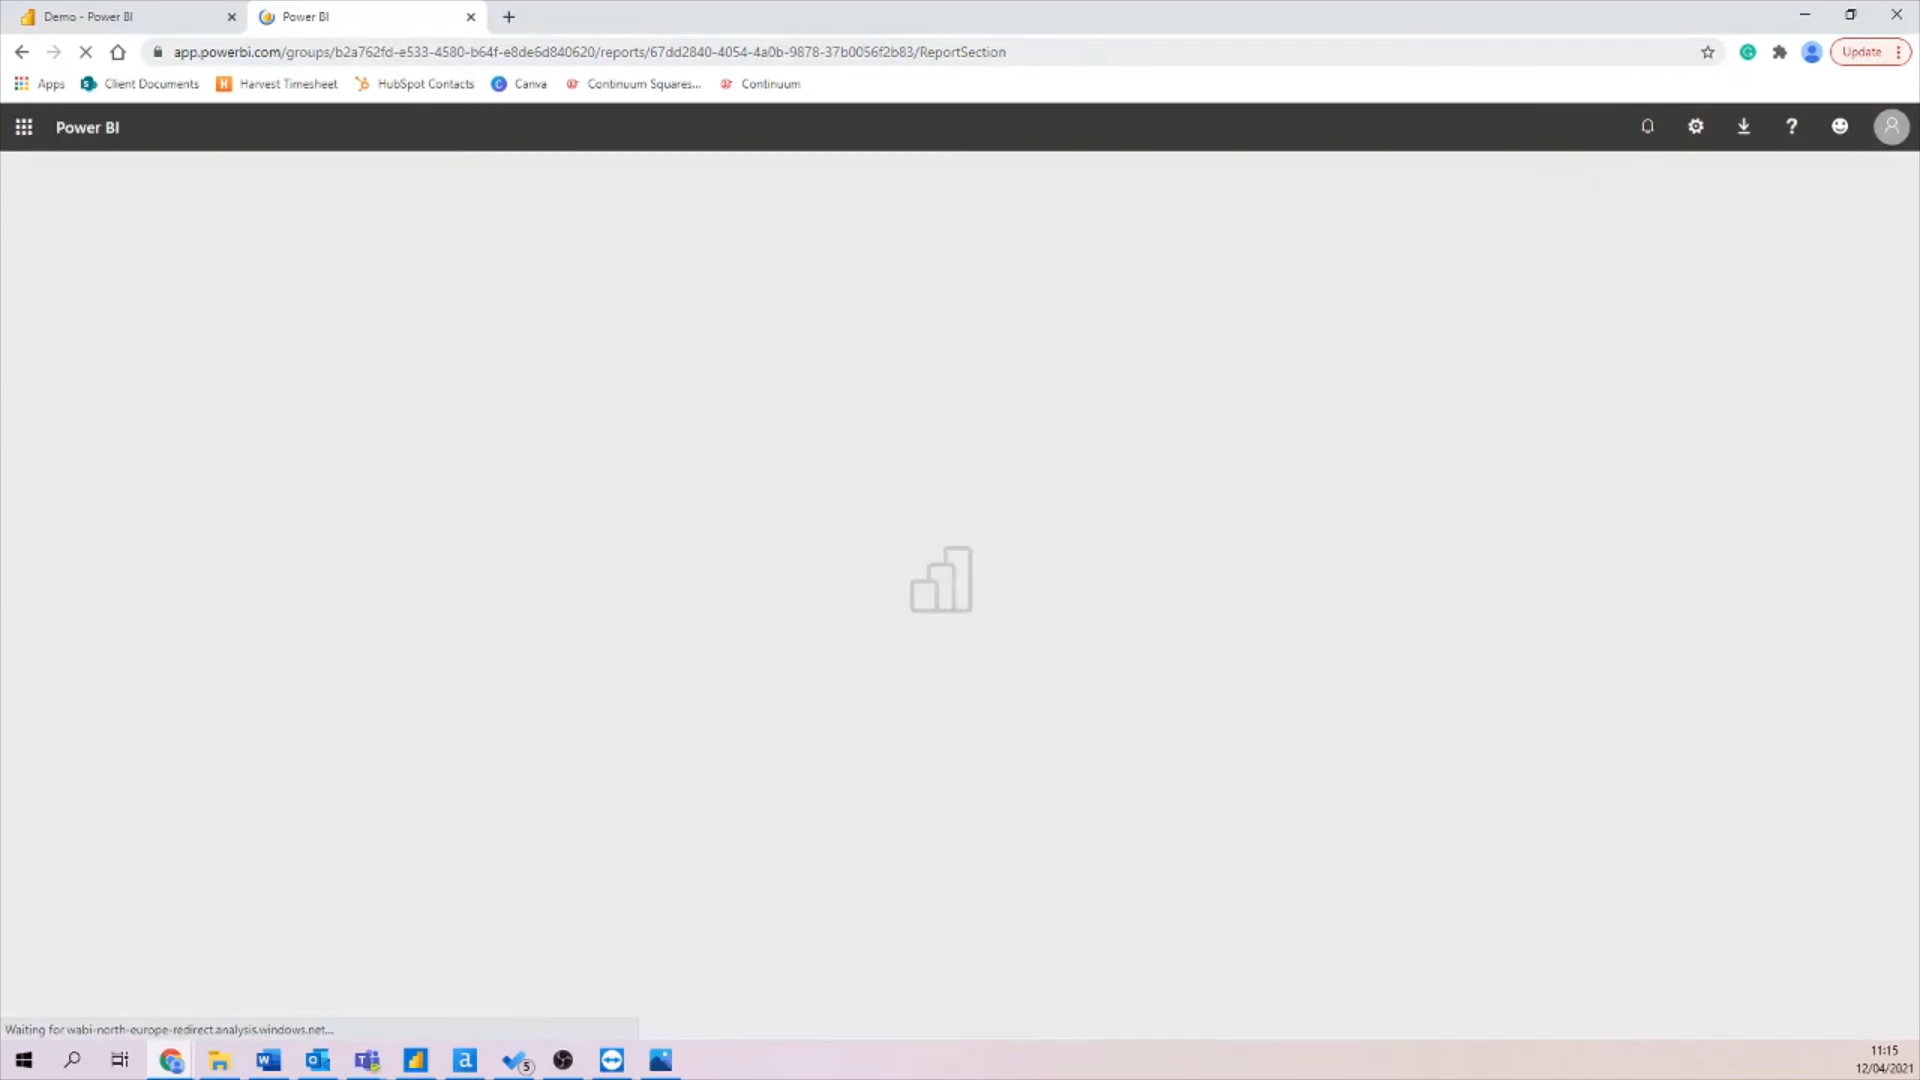 Demo - Power BI
Power BI
app.powerbi.com/groups/b2a762fd-e533-4580-b64f-e8de6d840620/reports/67dd2840-4054-4a0b-9878-37b0056f2b83/ReportSection
Update
Apps
Client Documents
Harvest Timesheet
HubSpot Contacts
Canva
Continuum Squares...
Continuum
Power BI
Waiting for wabi-north-europe-redirect.analysis.windows.net...
5
11:15
12/04/2021